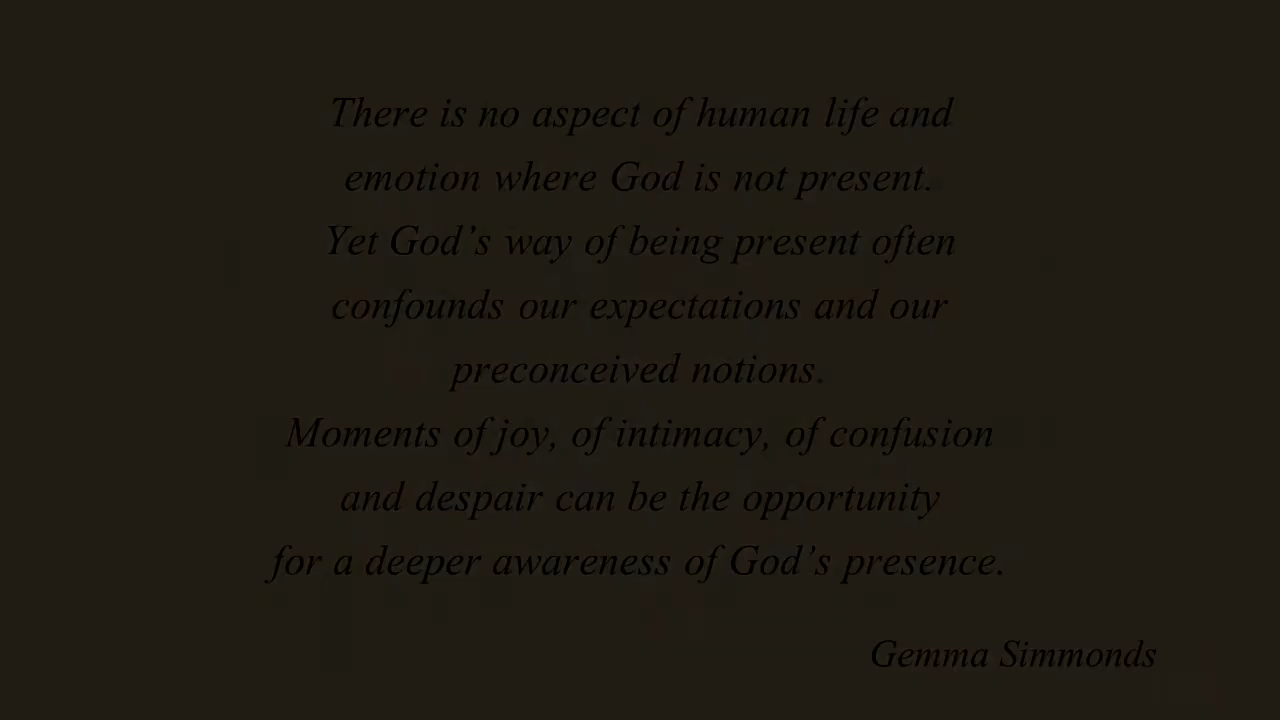 There is no aspect of human life and
emotion where God is not present.
Yet God’s way of being present often
confounds our expectations and our
preconceived notions.
Moments of joy, of intimacy, of confusion
and despair can be the opportunity
for a deeper awareness of God’s presence.
Gemma Simmonds